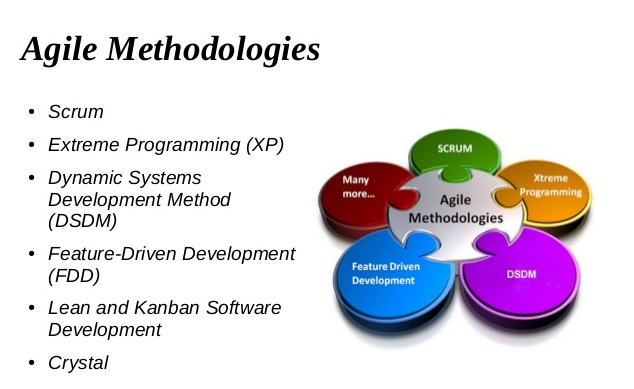 Agile Methodologies
• Scrum
• Extreme Programming (XP)
• Dynamic Systems
Development Method
(DSDM)
• Feature-Driven Development
(FDD)
• Lean and Kanban Software
Development
• Crystal
SCRUM
Many
more...
Xtreme
Programming
Agile
Methodologies
Feature Driven
Development
DSDM